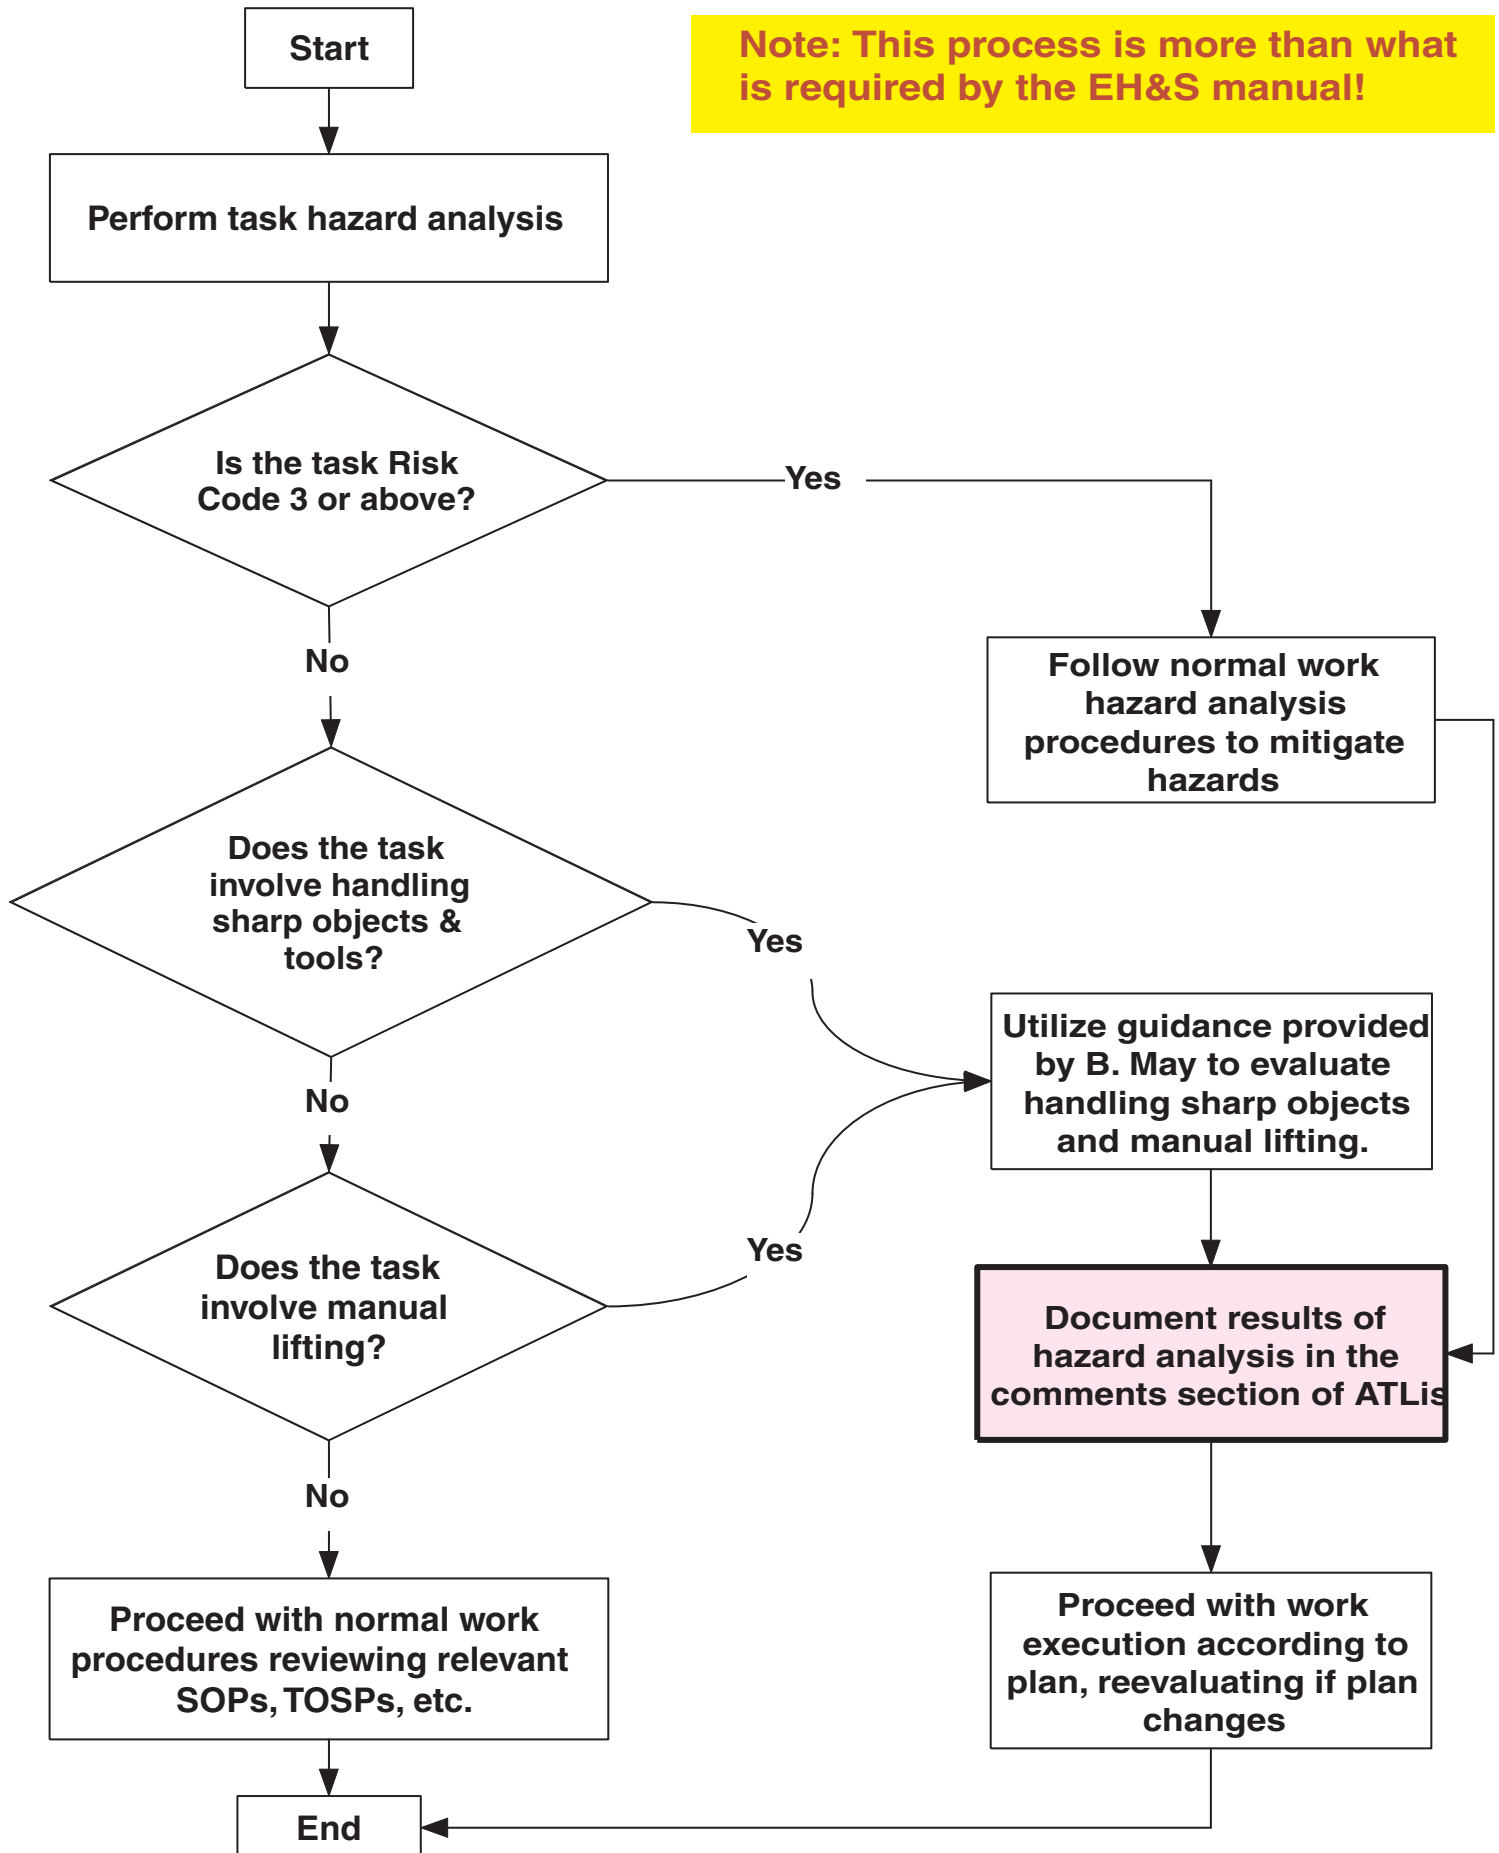 Start
Note: This process is more than what
is required by the EH&S manual!
Perform task hazard analysis
Is the task Risk
Code 3 or above?
Yes
No
Follow normal work
hazard analysis
procedures to mitigate
hazards
Does the task
involve handling
sharp objects &
tools?
Yes
No
Utilize guidance provided
by B. May to evaluate
handling sharp objects
and manual lifting.
Does the task
involve manual
lifting?
Yes
No
Document results of
hazard analysis in the
comments section of ATLis
Proceed with normal work
procedures reviewing relevant
SOPs, TOSPs, etc.
Proceed with work
execution according to
plan, reevaluating if plan
changes
End